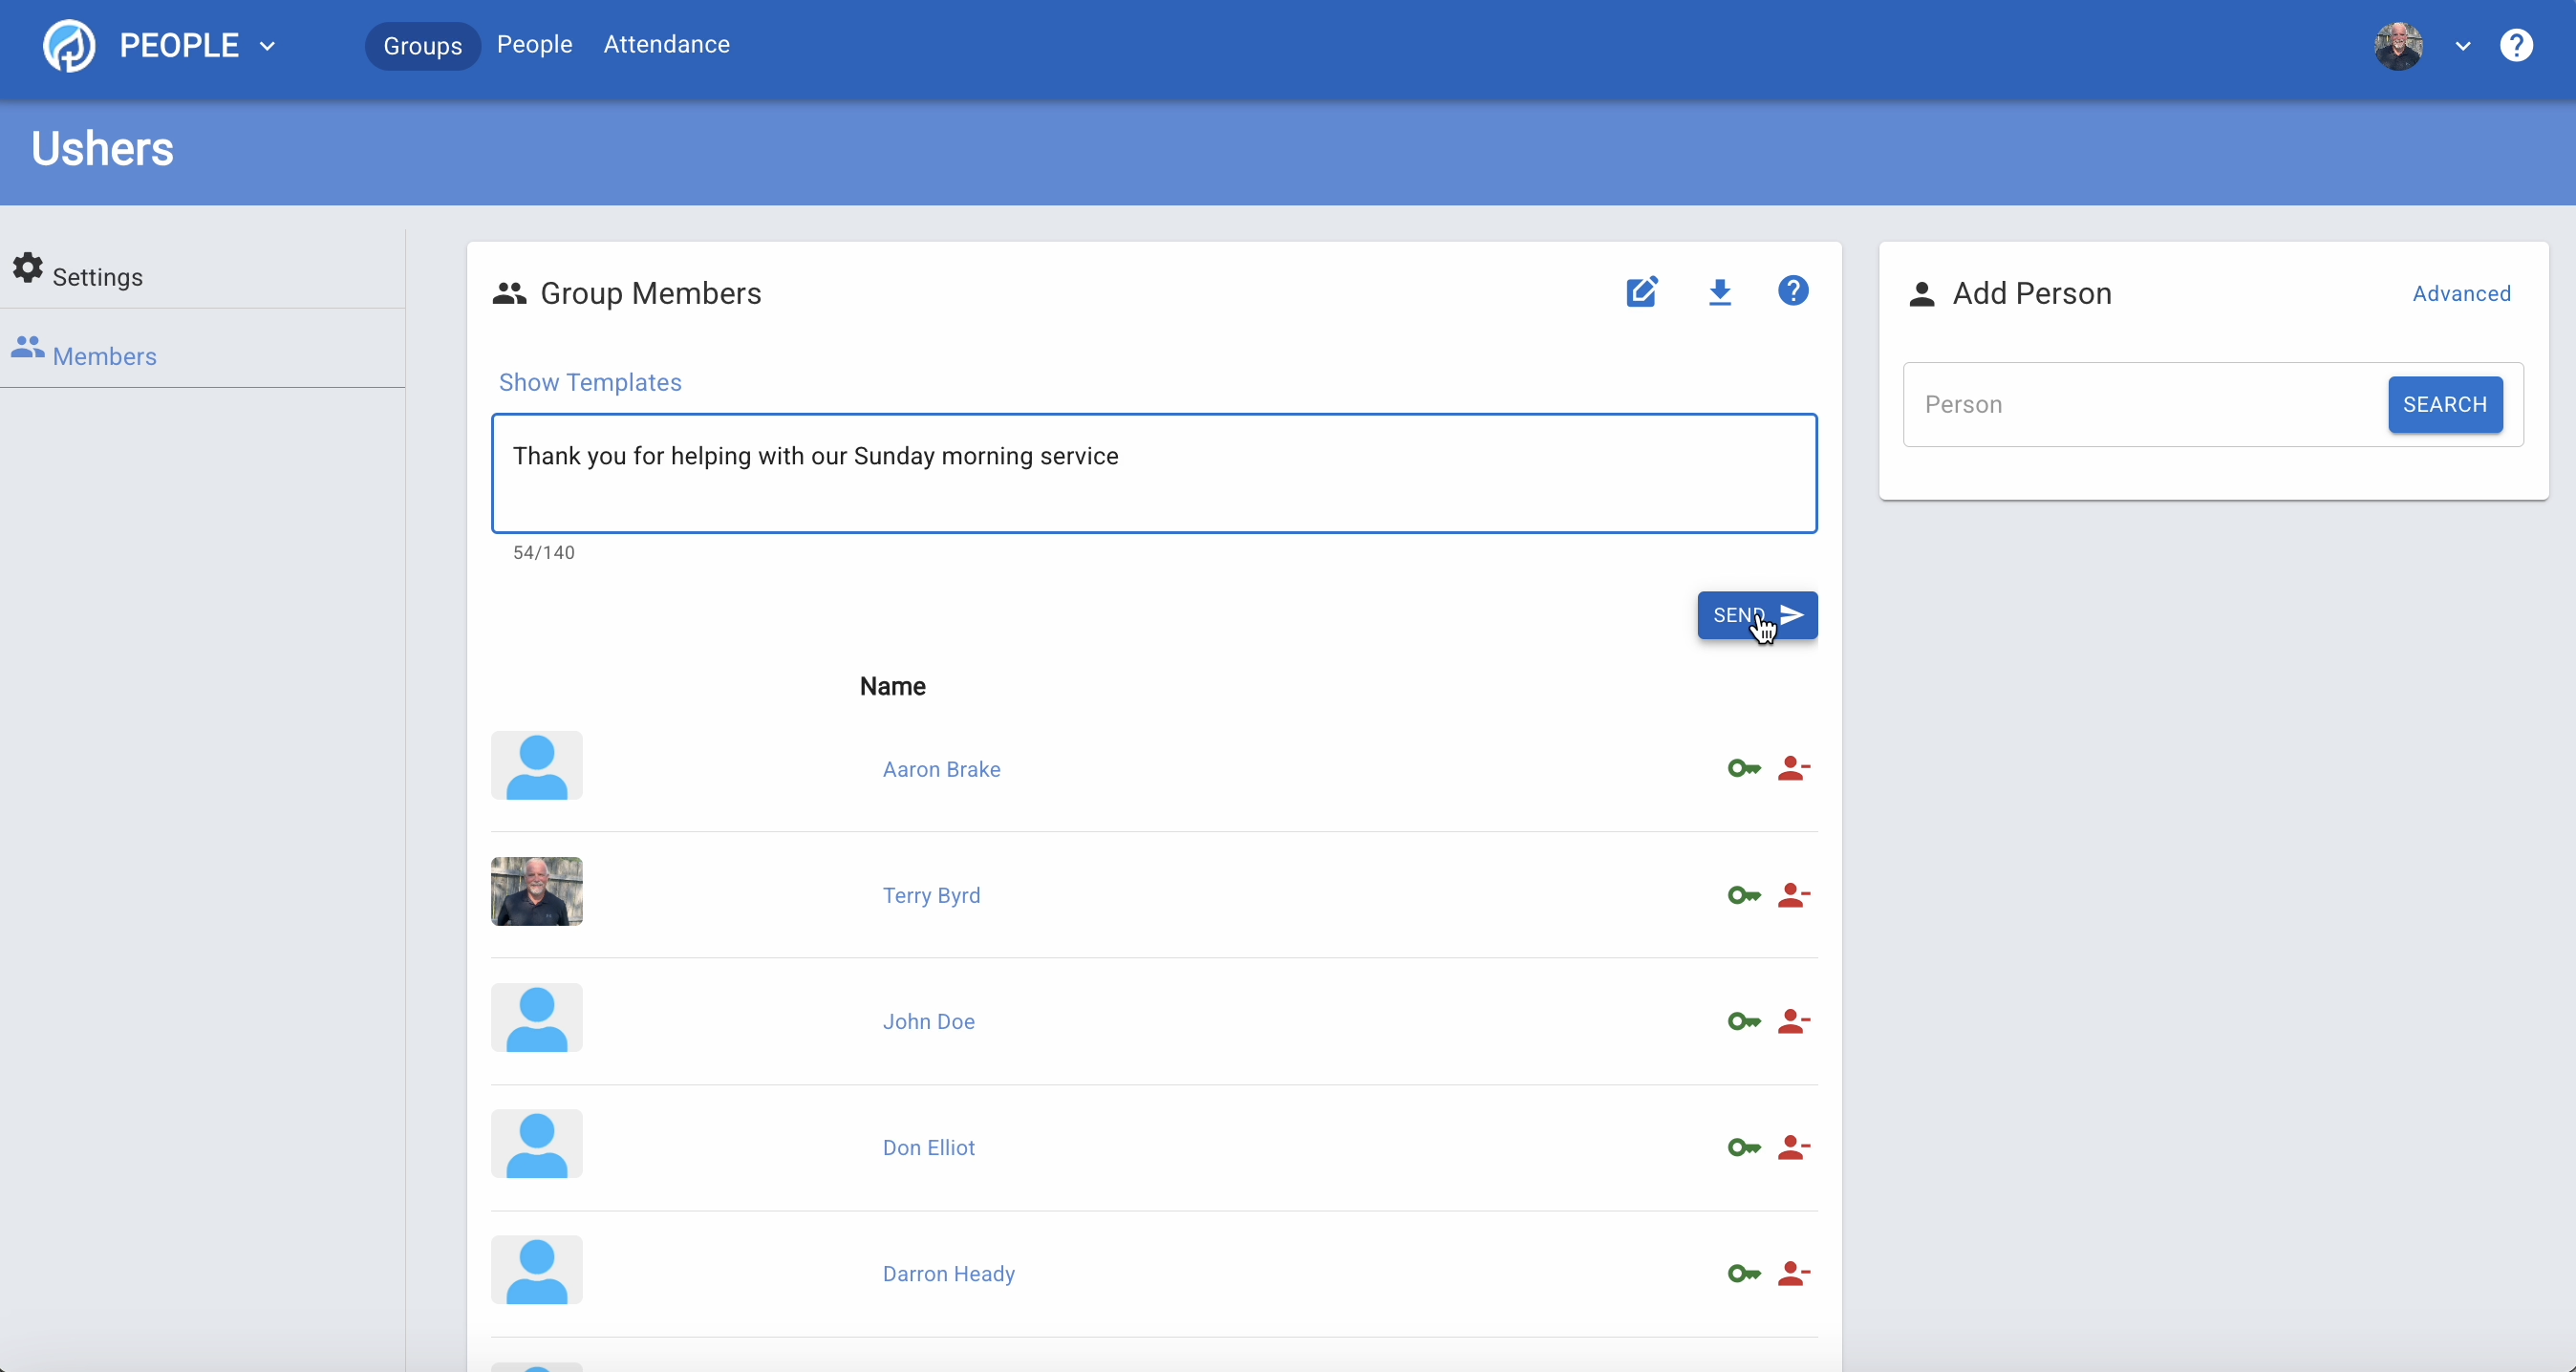 PEOPLE
Groups People Attendance
?
Ushers
Settings
Members
Group Members
?
Show Templates
Thank you for helping with our Sunday morning service
54/140
SEND
Name
Aaron Brake
Terry Byrd
John Doe
Don Elliot
Darron Heady
Add Person
Advanced
Person
SEARCH